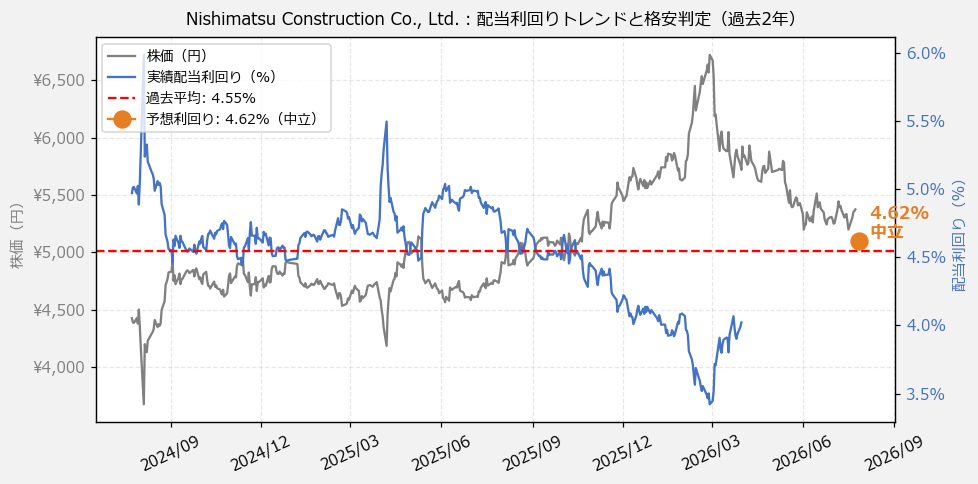 Nishimatsu Construction Co., Ltd. : 配当利回りトレンドと格安判定（過去2年）
株価（円）
実績配当利回り（%）
過去平均: 4.55%
予想利回り: 4.62%（中立）
¥6,500
¥6,000
¥5,500
¥5,000
¥4,500
¥4,000
株価（円）
6.0%
5.5%
5.0%
4.5%
4.0%
3.5%
配当利回り（%）
4.62%
中立
2024/09
2024/12
2025/03
2025/06
2025/09
2025/12
2026/03
2026/06
2026/09